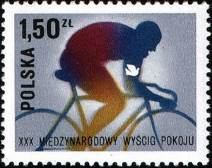 1,50 ZŁ
POLSKA
XXX MIĘDZYNARODOWY WYŚCIG POKOJU